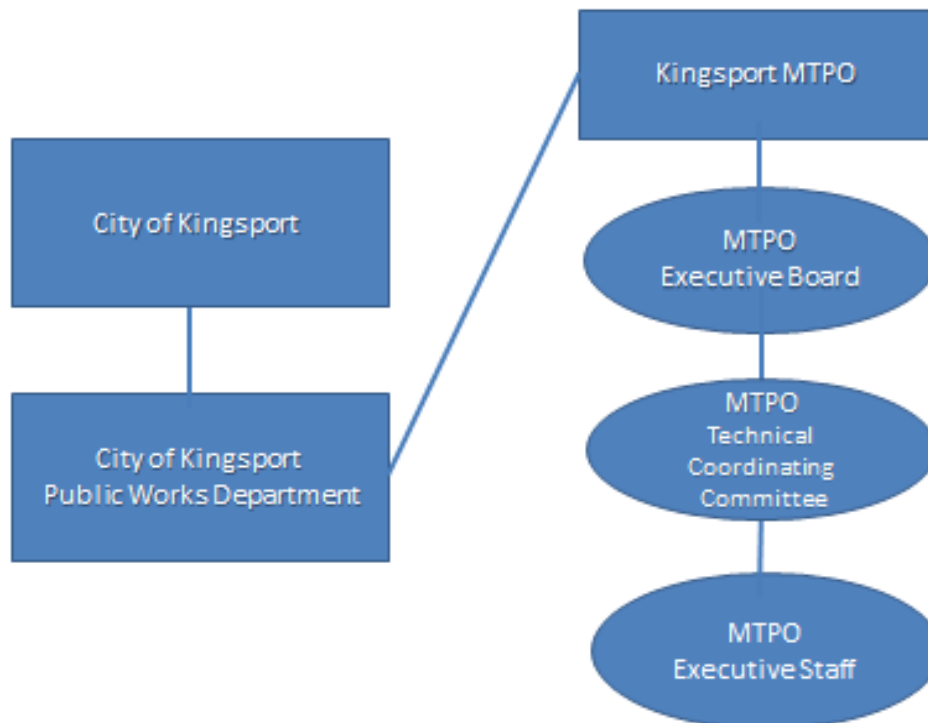 Kingsport MTPO
City of Kingsport
MTPO
Executive Board
City of Kingsport
Public Works Department
MTPO
Technical
Coordinating
Committee
MTPO
Executive Staff